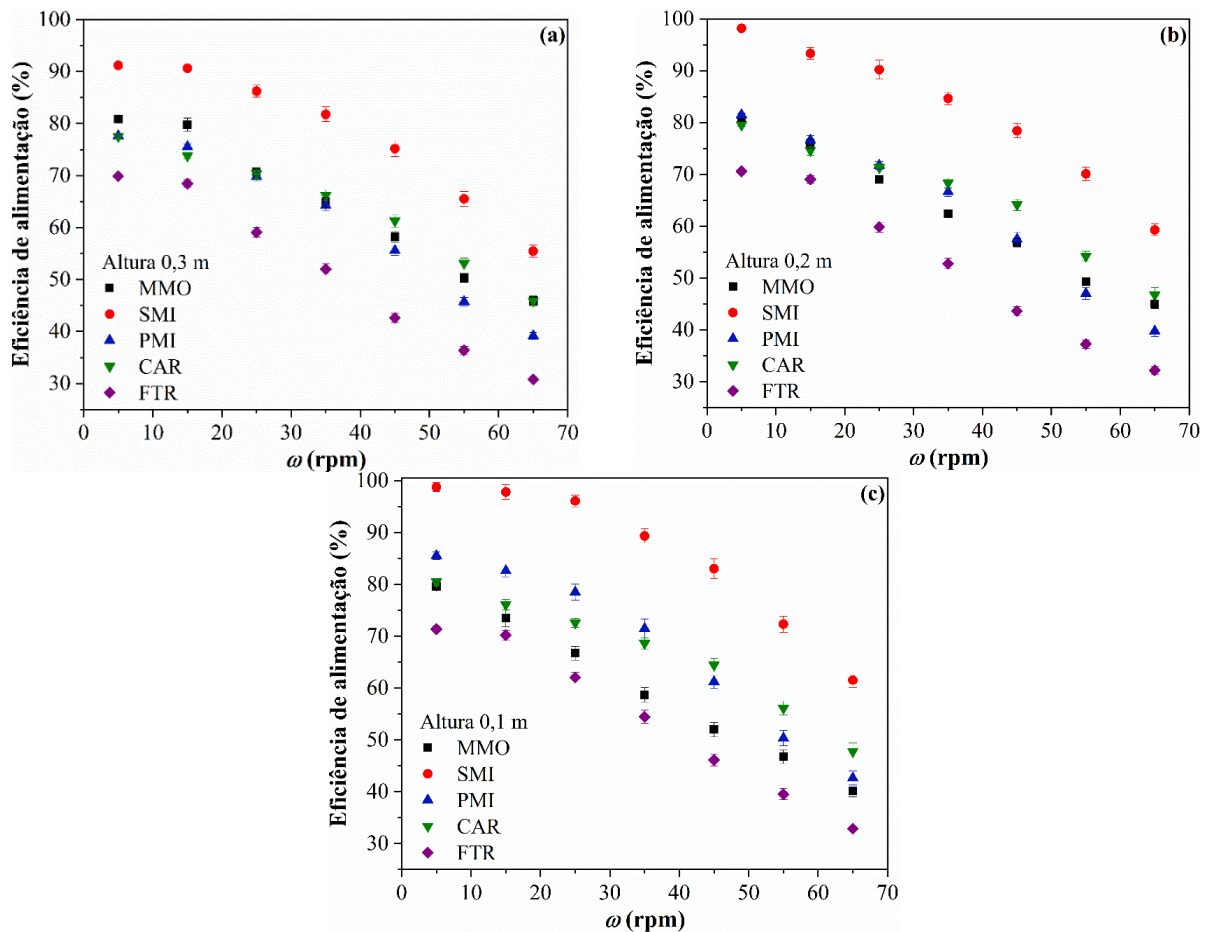 (a)
Eficiência de alimentação (%)
100
90
80
70
60
50
40
30
Altura 0,3 m
MMO
SMI
PMI
CAR
FTR
0 10 20 30 40 50 60 70
ω (rpm)
(b)
Eficiência de alimentação (%)
100
90
80
70
60
50
40
30
Altura 0,2 m
MMO
SMI
PMI
CAR
FTR
0 10 20 30 40 50 60 70
ω (rpm)
(c)
Eficiência de alimentação (%)
100
90
80
70
60
50
40
30
Altura 0,1 m
MMO
SMI
PMI
CAR
FTR
0 10 20 30 40 50 60 70
ω (rpm)